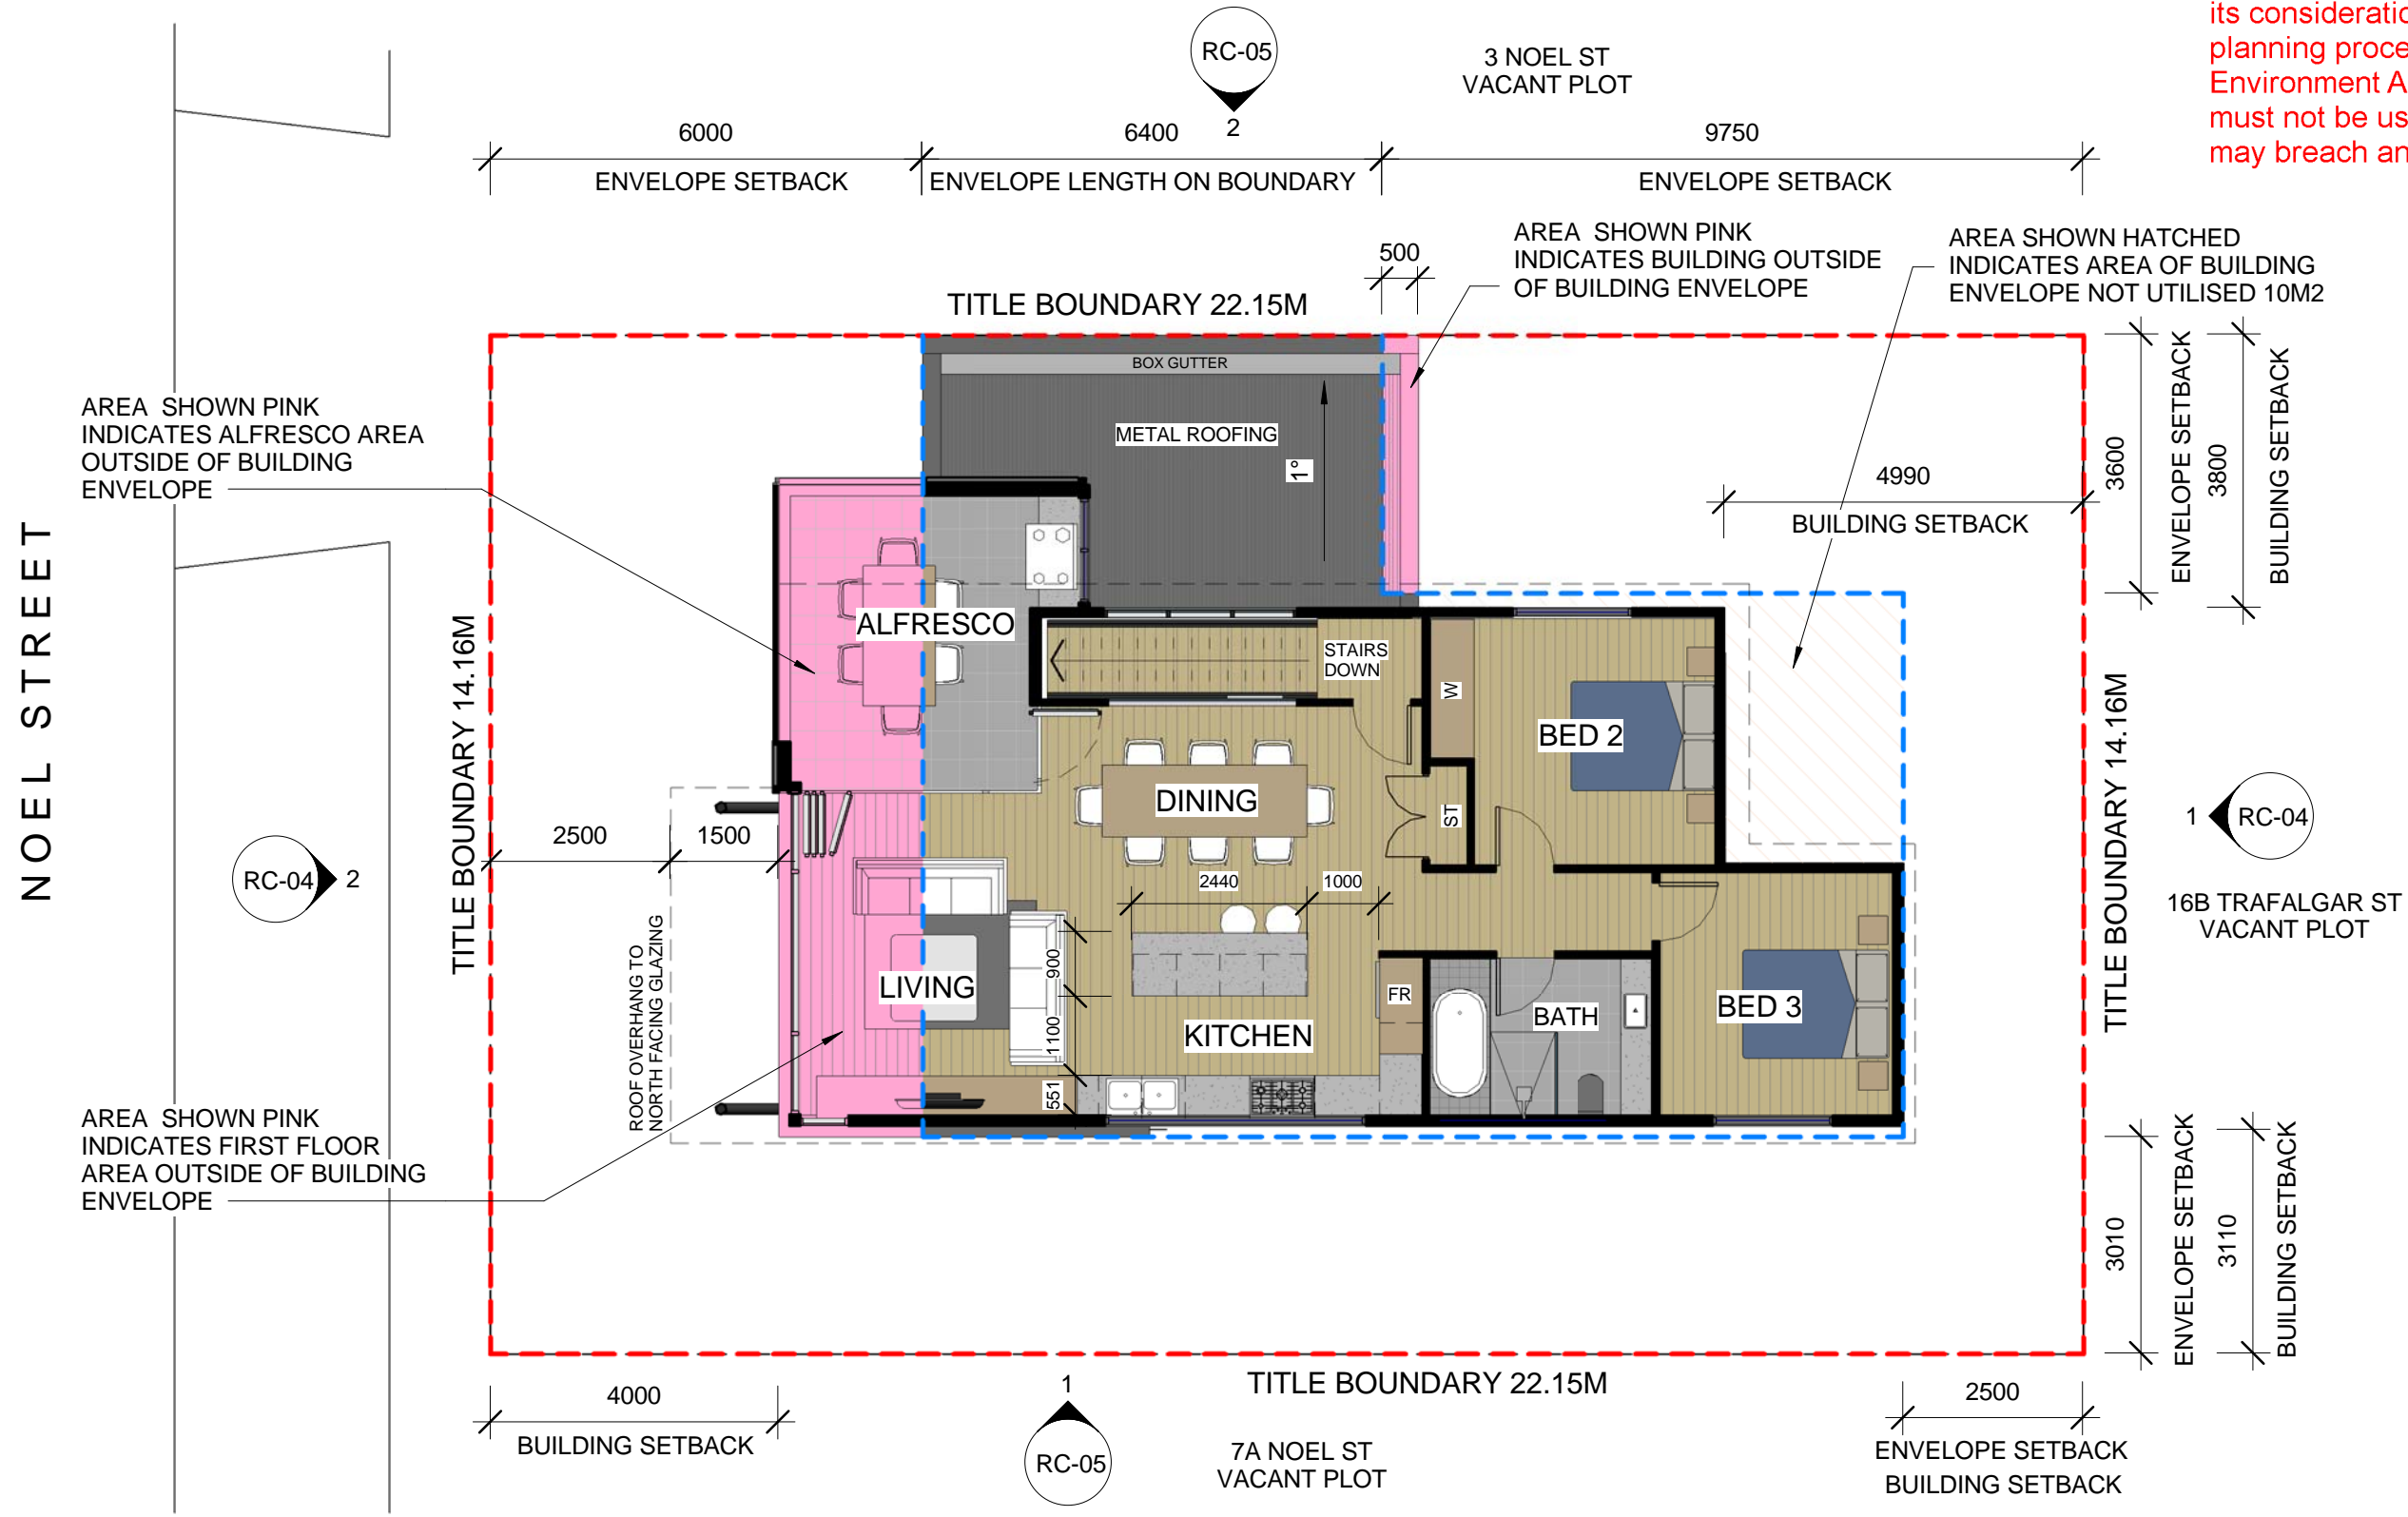 its consideratio
planning proce
Environment A
must not be us
may breach an
RC-05
2
3 NOEL ST
VACANT PLOT
6000
6400
9750
ENVELOPE SETBACK
ENVELOPE LENGTH ON BOUNDARY
ENVELOPE SETBACK
AREA SHOWN PINK
INDICATES BUILDING OUTSIDE
OF BUILDING ENVELOPE
AREA SHOWN HATCHED
INDICATES AREA OF BUILDING
ENVELOPE NOT UTILISED 10M2
500
TITLE BOUNDARY 22.15M
BOX GUTTER
METAL ROOFING
1°
AREA SHOWN PINK
INDICATES ALFRESCO AREA
OUTSIDE OF BUILDING
ENVELOPE
3600
ENVELOPE SETBACK
3800
BUILDING SETBACK
4990
BUILDING SETBACK
NOEL STREET
TITLE BOUNDARY 14.16M
ALFRESCO
STAIRS
DOWN
W
BED 2
TITLE BOUNDARY 14.16M
DINING
ST
2500
1500
RC-04
2
1
RC-04
16B TRAFALGAR ST
VACANT PLOT
2440
1000
ROOF OVERHANG TO
NORTH FACING GLAZING
LIVING
900
1100
551
KITCHEN
FR
BATH
BED 3
AREA SHOWN PINK
INDICATES FIRST FLOOR
AREA OUTSIDE OF BUILDING
ENVELOPE
3010
ENVELOPE SETBACK
3110
BUILDING SETBACK
4000
BUILDING SETBACK
1
RC-05
TITLE BOUNDARY 22.15M
7A NOEL ST
VACANT PLOT
2500
ENVELOPE SETBACK
BUILDING SETBACK